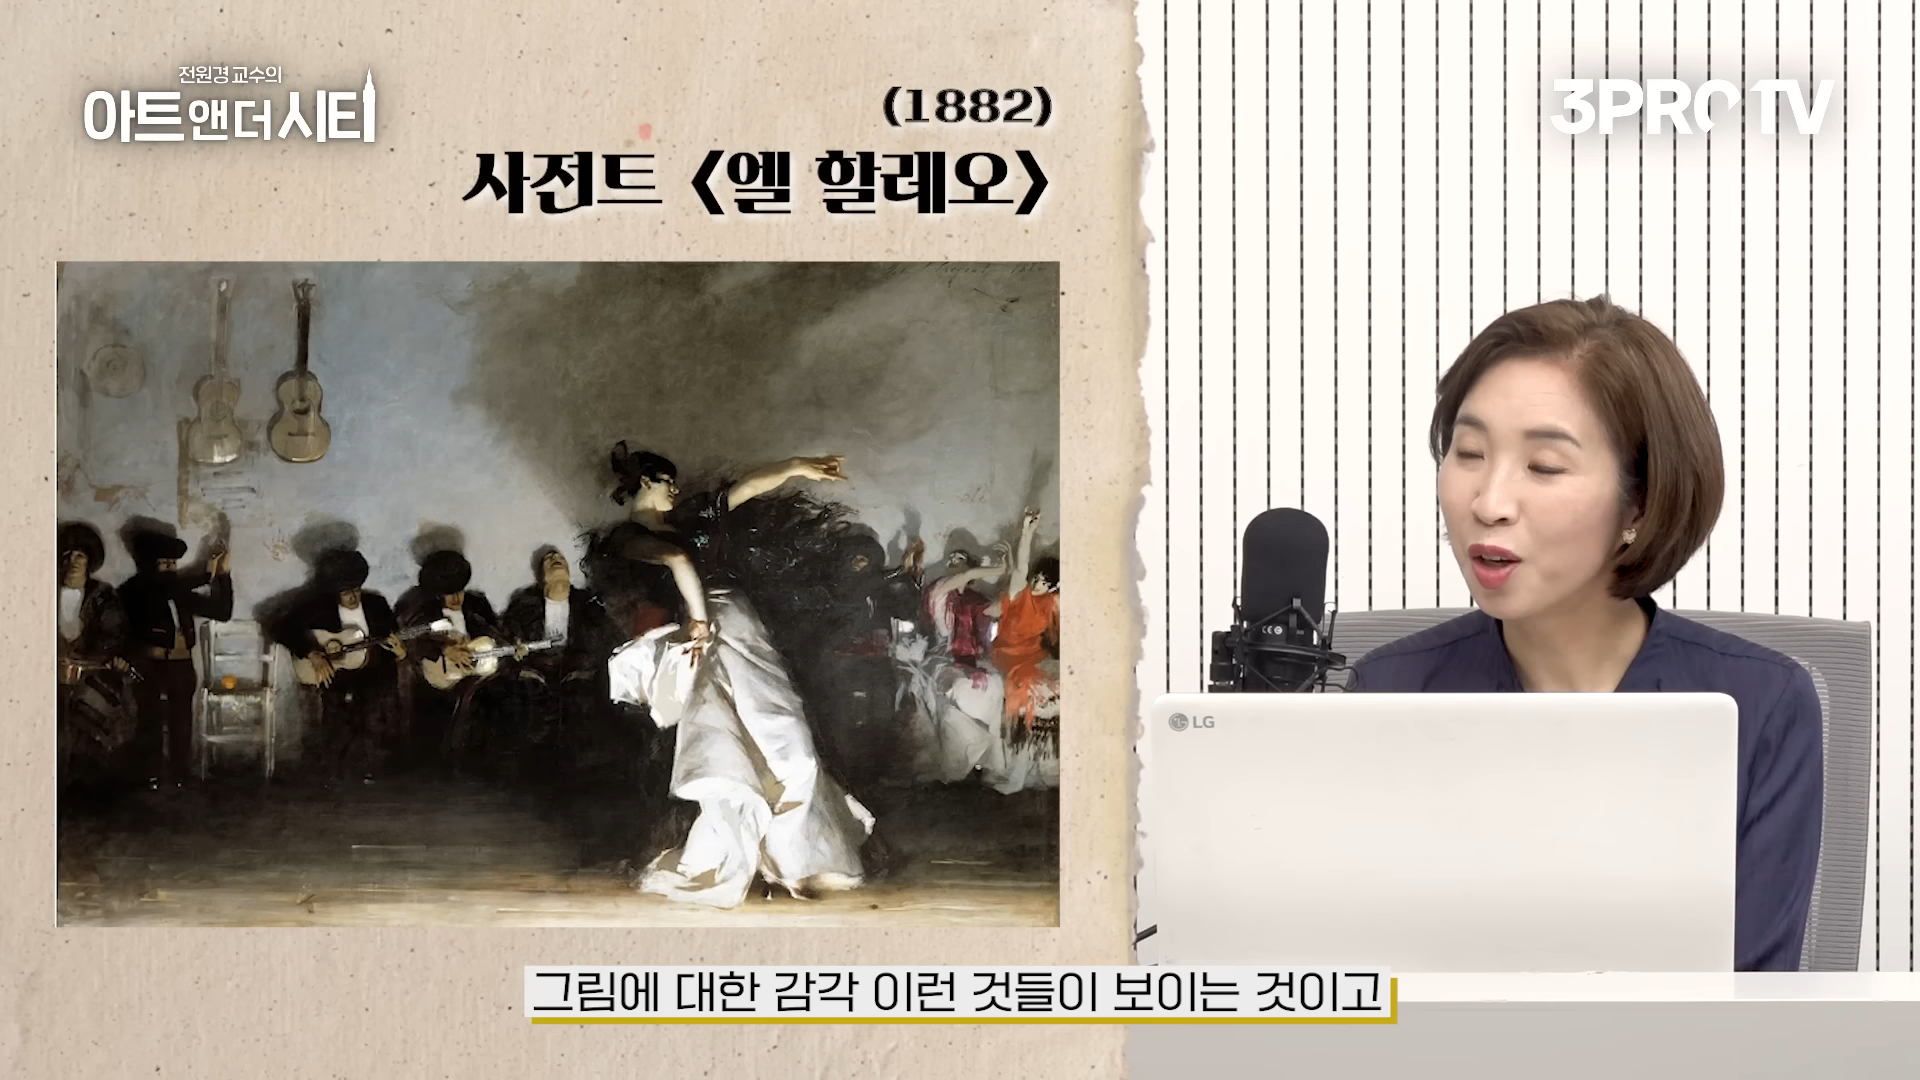 전원경 교수의
아트앤더시티
3PROTV
(1882)
사전트 〈엘 할레오〉
LG
그림에 대한 감각 이런 것들이 보이는 것이고